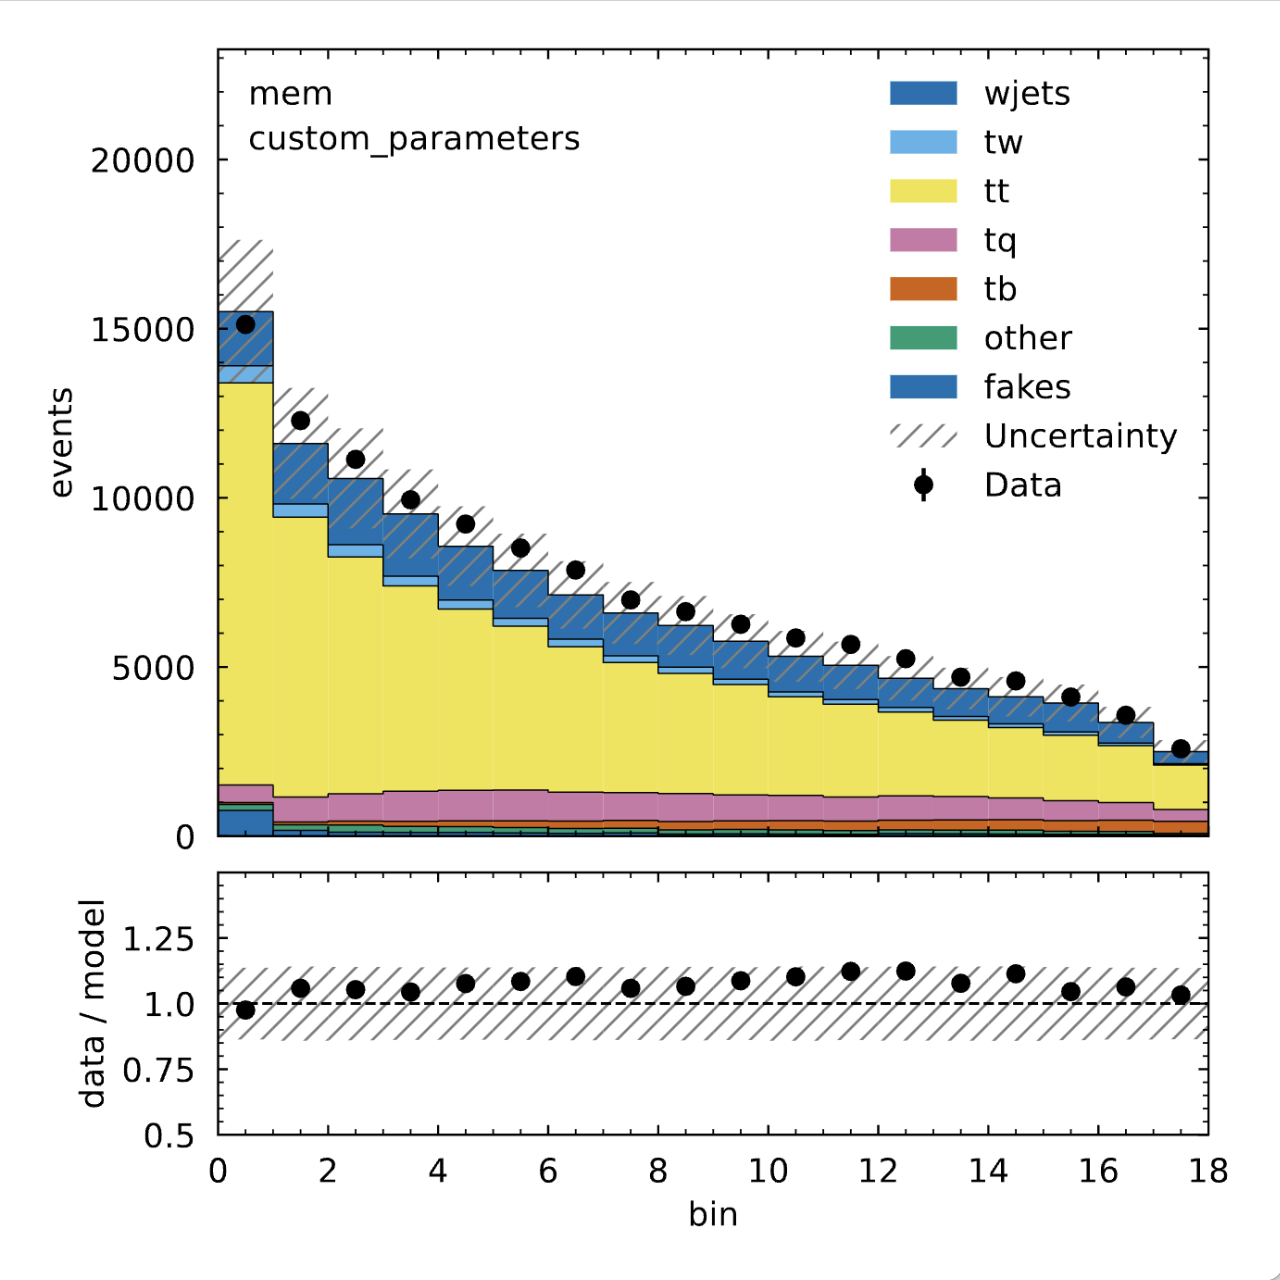 mem
custom_parameters
wjets
tw
tt
tq
tb
other
fakes
Uncertainty
Data
events
20000
15000
10000
5000
0
data / model
1.25
1.0
0.75
0.5
0 2 4 6 8 10 12 14 16 18
bin